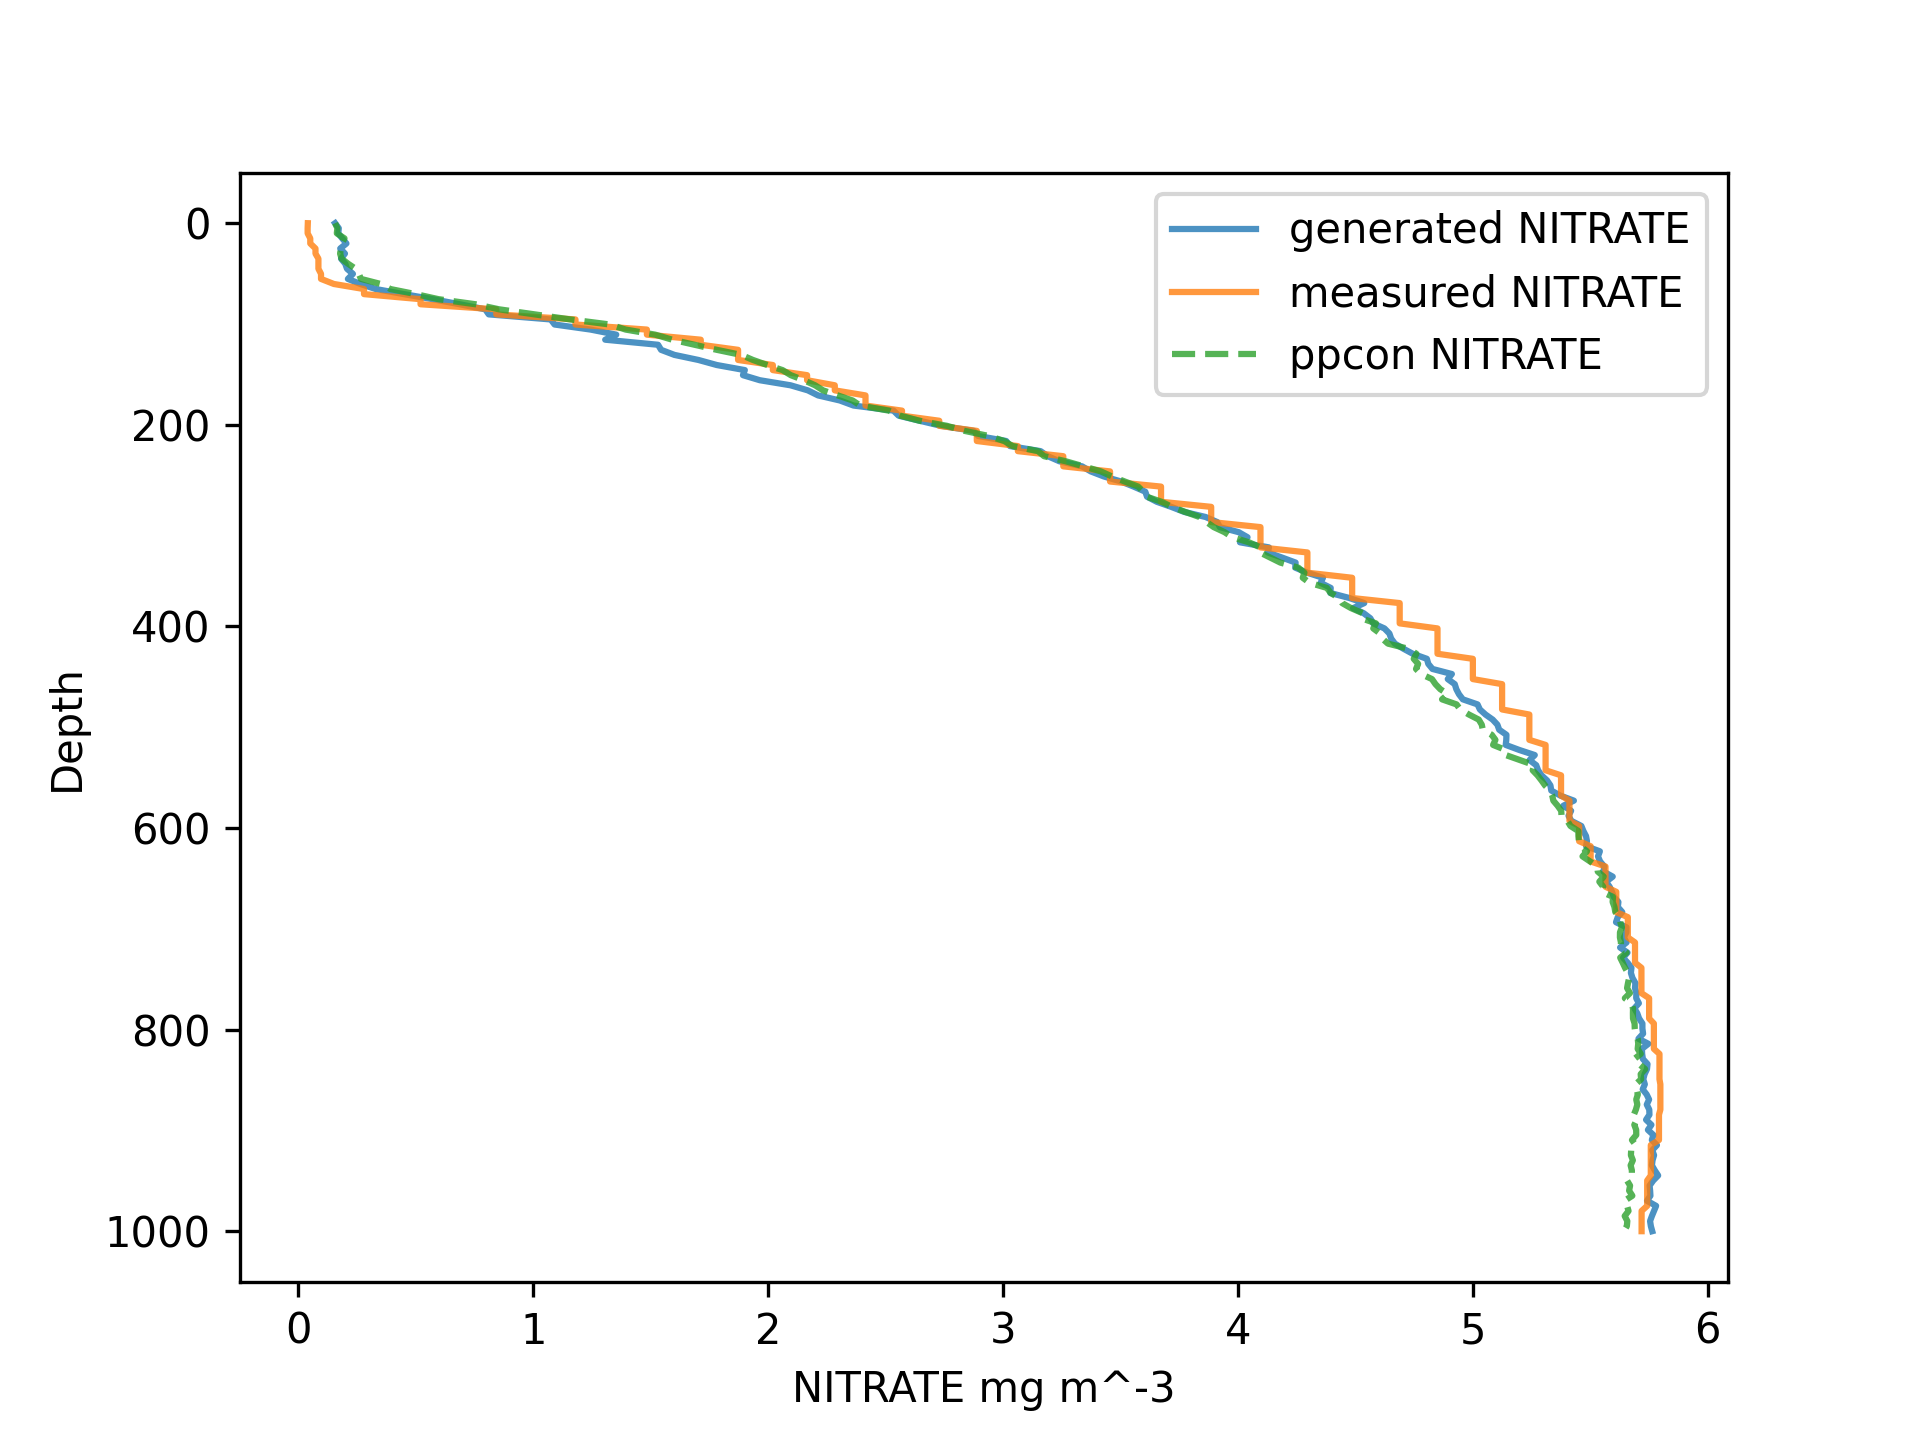 generated NITRATE
measured NITRATE
ppcon NITRATE
0
200
400
600
800
1000
Depth
0 1 2 3 4 5 6
NITRATE mg m^-3